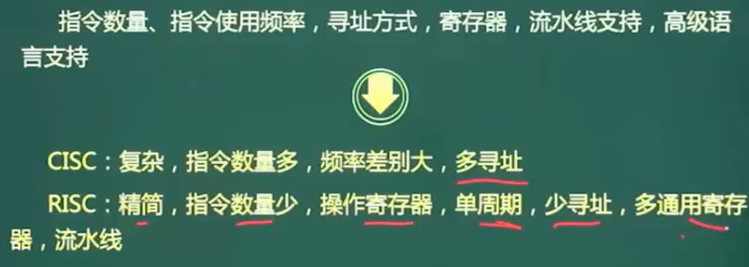 指令数量、指令使用频率，寻址方式，寄存器，流水线支持，高级语
言支持
CISC：复杂，指令数量多，频率差别大，多寻址
RISC：精简，指令数量少，操作寄存器，单周期，少寻址，多通用寄存
器，流水线